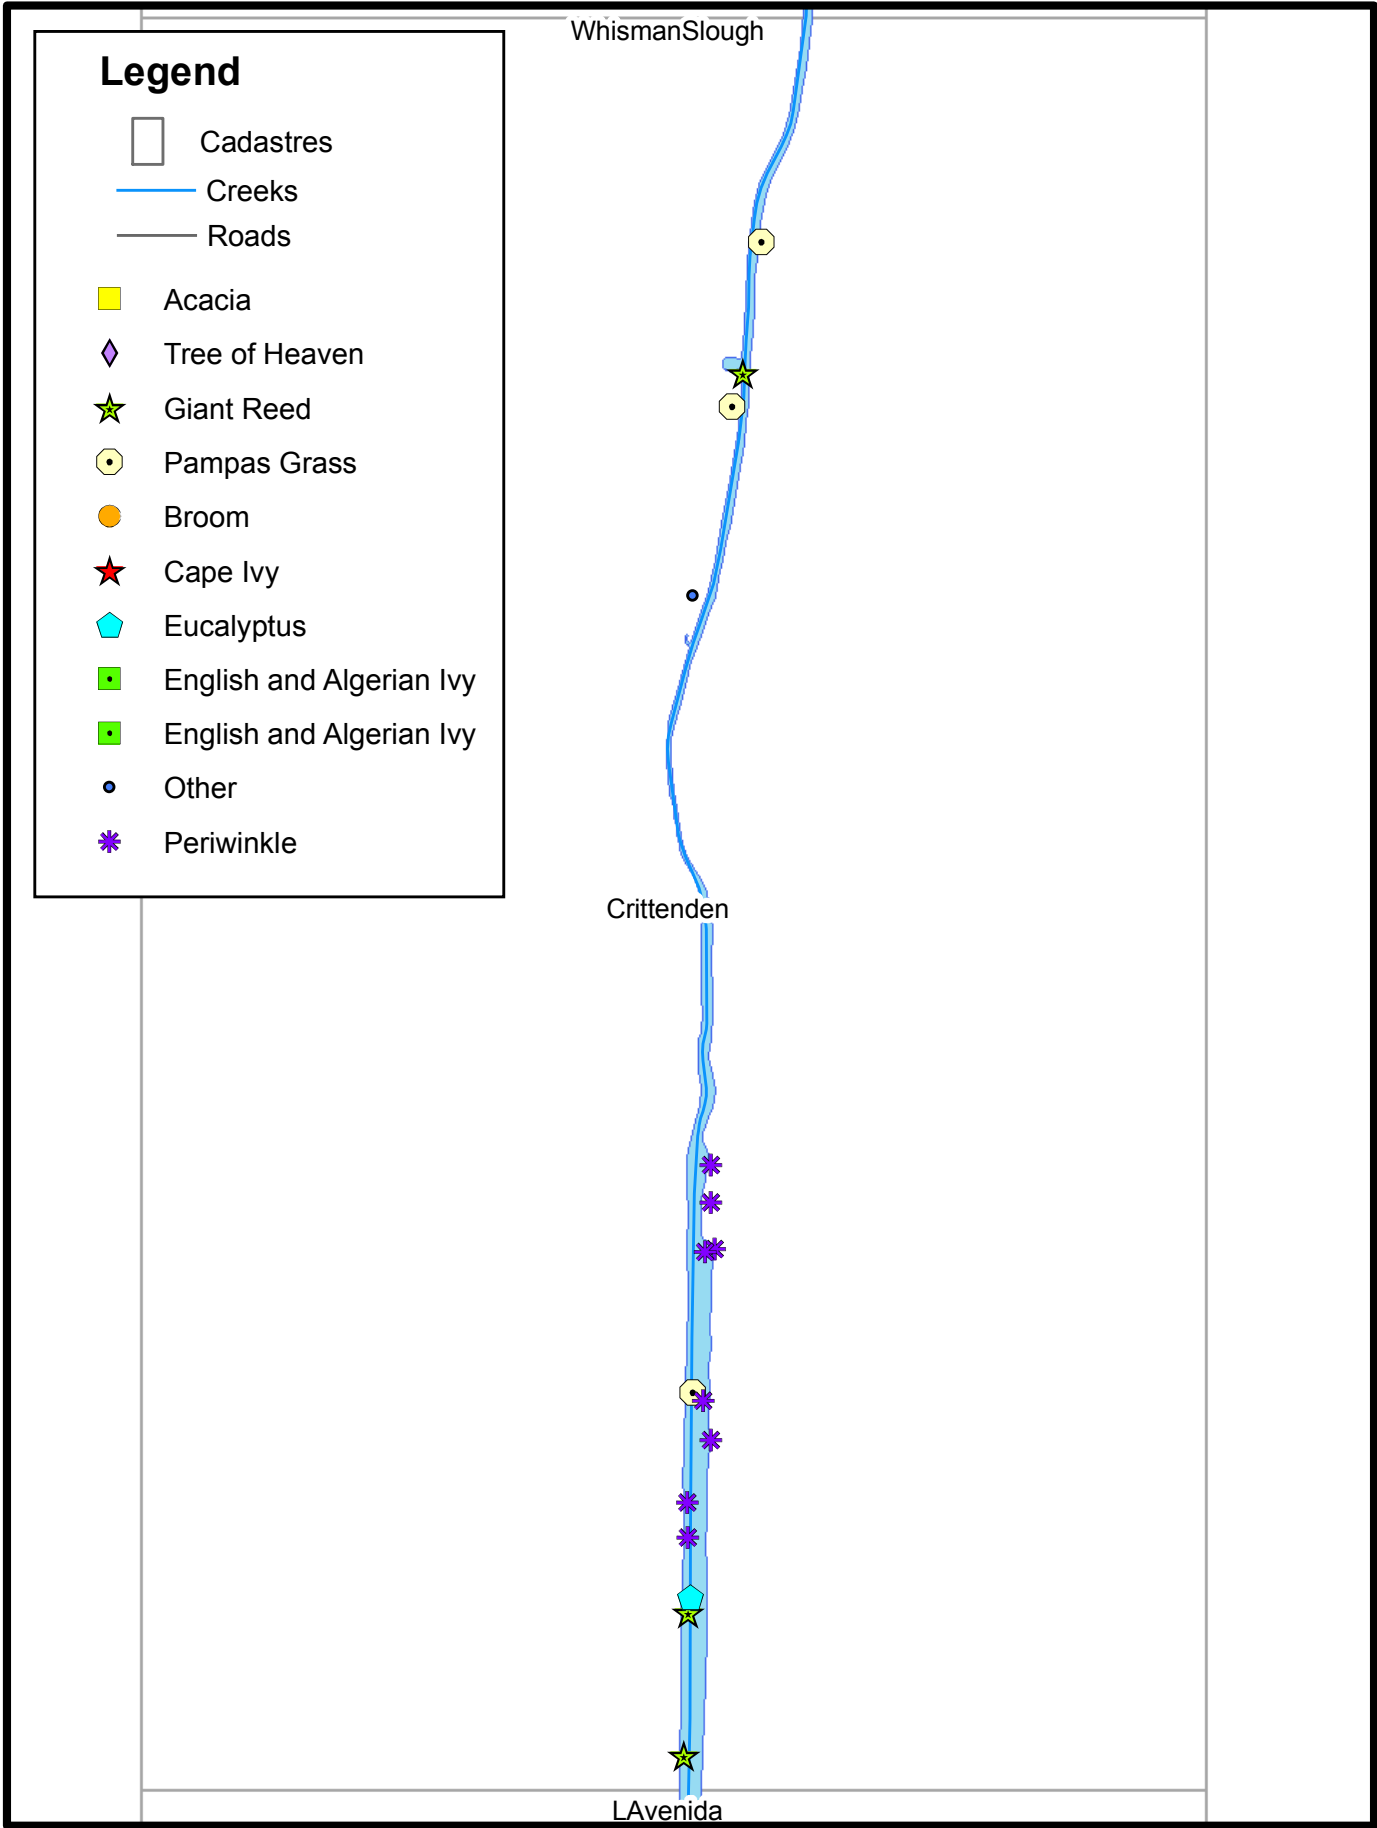 WhismanSlough
Legend
Cadastres
Creeks
Roads
Acacia
Tree of Heaven
Giant Reed
Pampas Grass
Broom
Cape Ivy
Eucalyptus
English and Algerian Ivy
English and Algerian Ivy
Other
Periwinkle
Crittenden
LAvenida